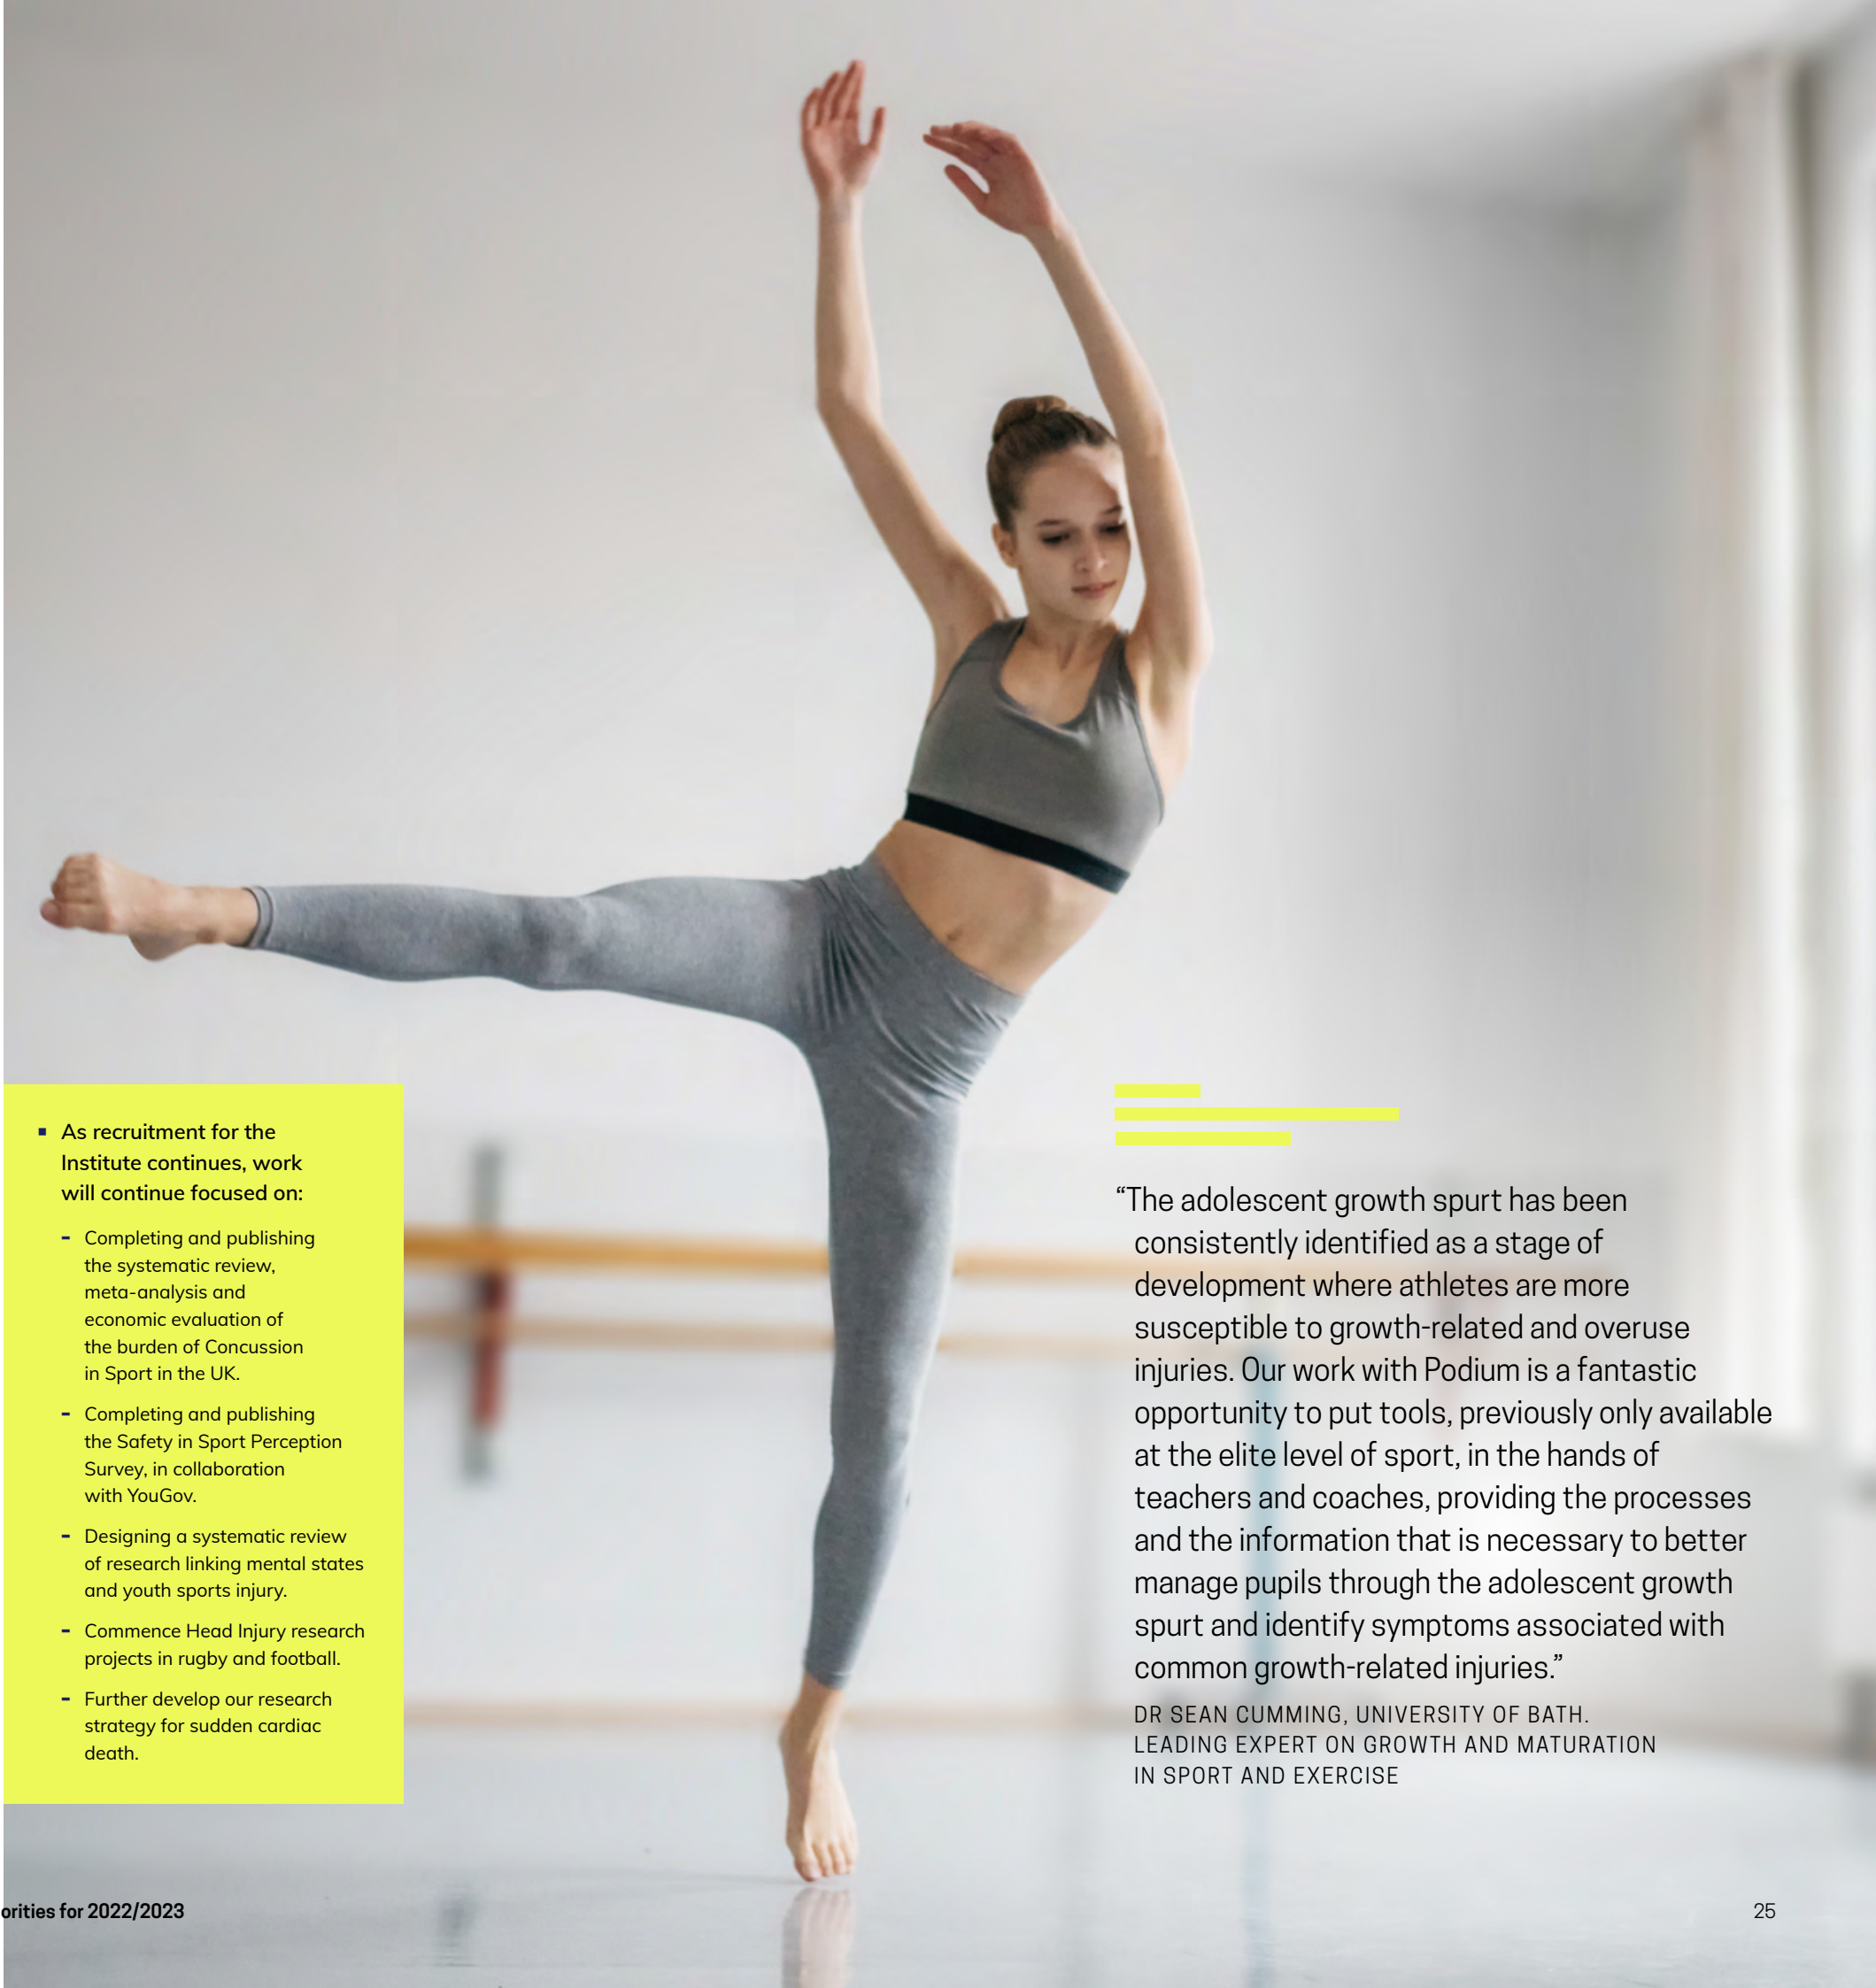 ▪ As recruitment for the
Institute continues, work
will continue focused on:
- Completing and publishing
the systematic review,
meta-analysis and
economic evaluation of
the burden of Concussion
in Sport in the UK.
- Completing and publishing
the Safety in Sport Perception
Survey, in collaboration
with YouGov.
- Designing a systematic review
of research linking mental states
and youth sports injury.
- Commence Head Injury research
projects in rugby and football.
- Further develop our research
strategy for sudden cardiac
death.
“The adolescent growth spurt has been
consistently identified as a stage of
development where athletes are more
susceptible to growth-related and overuse
injuries. Our work with Podium is a fantastic
opportunity to put tools, previously only available
at the elite level of sport, in the hands of
teachers and coaches, providing the processes
and the information that is necessary to better
manage pupils through the adolescent growth
spurt and identify symptoms associated with
common growth-related injuries.”
DR SEAN CUMMING, UNIVERSITY OF BATH.
LEADING EXPERT ON GROWTH AND MATURATION
IN SPORT AND EXERCISE
orities for 2022/2023
25